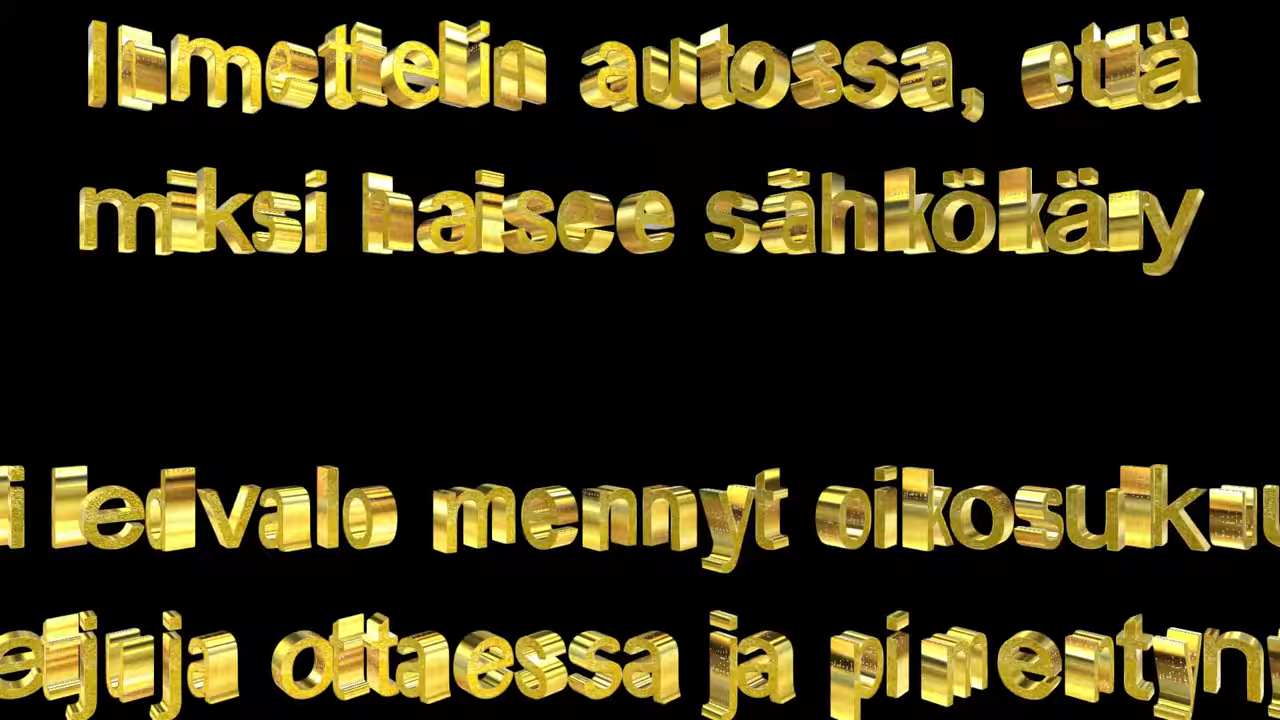 Ihmettelin autossa, että
miksi haisee sähkökäry
i ledvalo mennyt oikosulkuu
ottaessa ja pimentyny